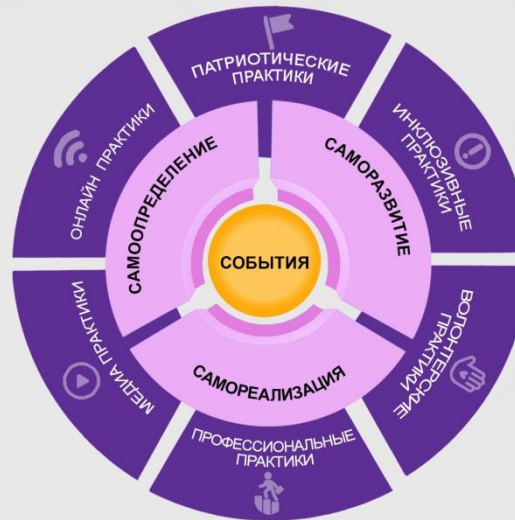 ПАТРИОТИЧЕСКИЕ
ПРАКТИКИ
ИНКЛЮЗИВНЫЕ
ПРАКТИКИ
ВОЛОНТЕРСКИЕ
ПРАКТИКИ
ПРОФЕССИОНАЛЬНЫЕ
ПРАКТИКИ
МЕДИА ПРАКТИКИ
ОНЛАЙН ПРАКТИКИ
САМООПРЕДЕЛЕНИЕ
САМОРАЗВИТИЕ
САМОРЕАЛИЗАЦИЯ
СОБЫТИЯ